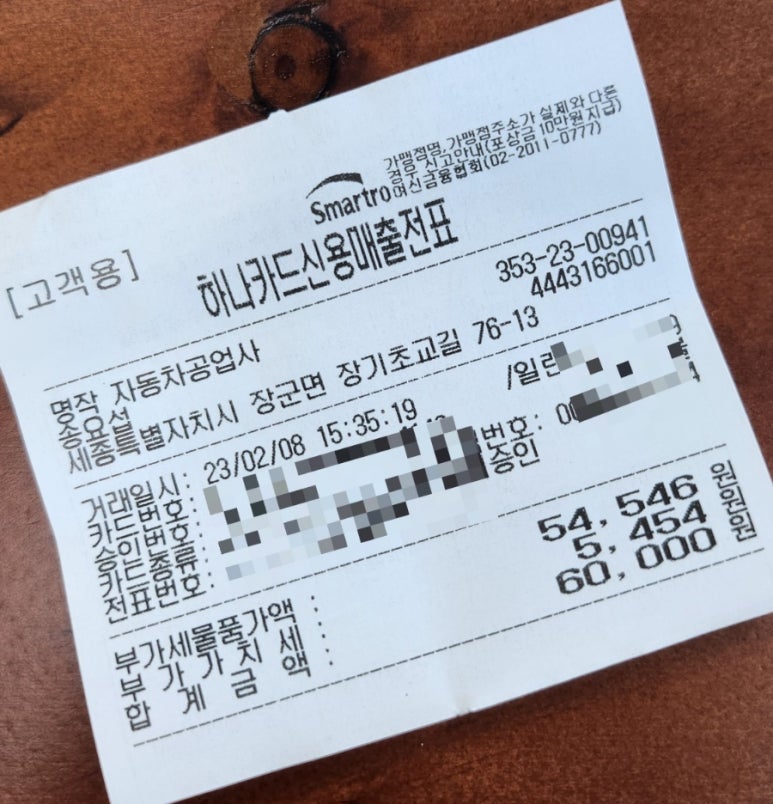 가맹점명,가맹점주소가 실제와 다른
경우 신고안내(포상금 10만원지급)
여신금융협회(02-2011-0777)
Smartro
[고객용]
하나카드신용매출전표
353-23-00941
4443166001
명작 자동차공업사
송요섭
세종특별자치시 장군면 장기초교길 76-13
거래일시: 23/02/08 15:35:19 /일련
카드번호:
승인번호:
카드종류: 번호: 00
전표번호: 승인
부가세물품가액 : 54,546 원
부가가치세 : 5,454 원
합계금액 : 60,000 원